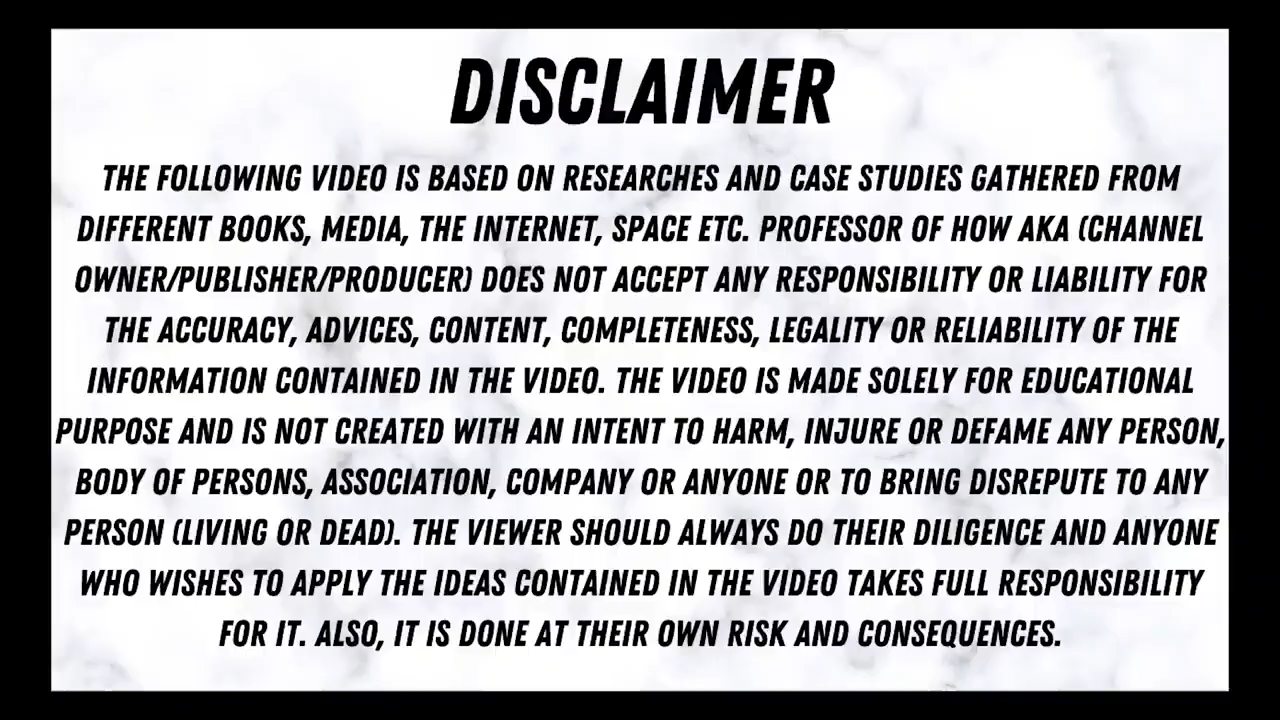 DISCLAIMER
THE FOLLOWING VIDEO IS BASED ON RESEARCHES AND CASE STUDIES GATHERED FROM
DIFFERENT BOOKS, MEDIA, THE INTERNET, SPACE ETC. PROFESSOR OF HOW AKA (CHANNEL
OWNER/PUBLISHER/PRODUCER) DOES NOT ACCEPT ANY RESPONSIBILITY OR LIABILITY FOR
THE ACCURACY, ADVICES, CONTENT, COMPLETENESS, LEGALITY OR RELIABILITY OF THE
INFORMATION CONTAINED IN THE VIDEO. THE VIDEO IS MADE SOLELY FOR EDUCATIONAL
PURPOSE AND IS NOT CREATED WITH AN INTENT TO HARM, INJURE OR DEFAME ANY PERSON,
BODY OF PERSONS, ASSOCIATION, COMPANY OR ANYONE OR TO BRING DISREPUTE TO ANY
PERSON (LIVING OR DEAD). THE VIEWER SHOULD ALWAYS DO THEIR DILIGENCE AND ANYONE
WHO WISHES TO APPLY THE IDEAS CONTAINED IN THE VIDEO TAKES FULL RESPONSIBILITY
FOR IT. ALSO, IT IS DONE AT THEIR OWN RISK AND CONSEQUENCES.